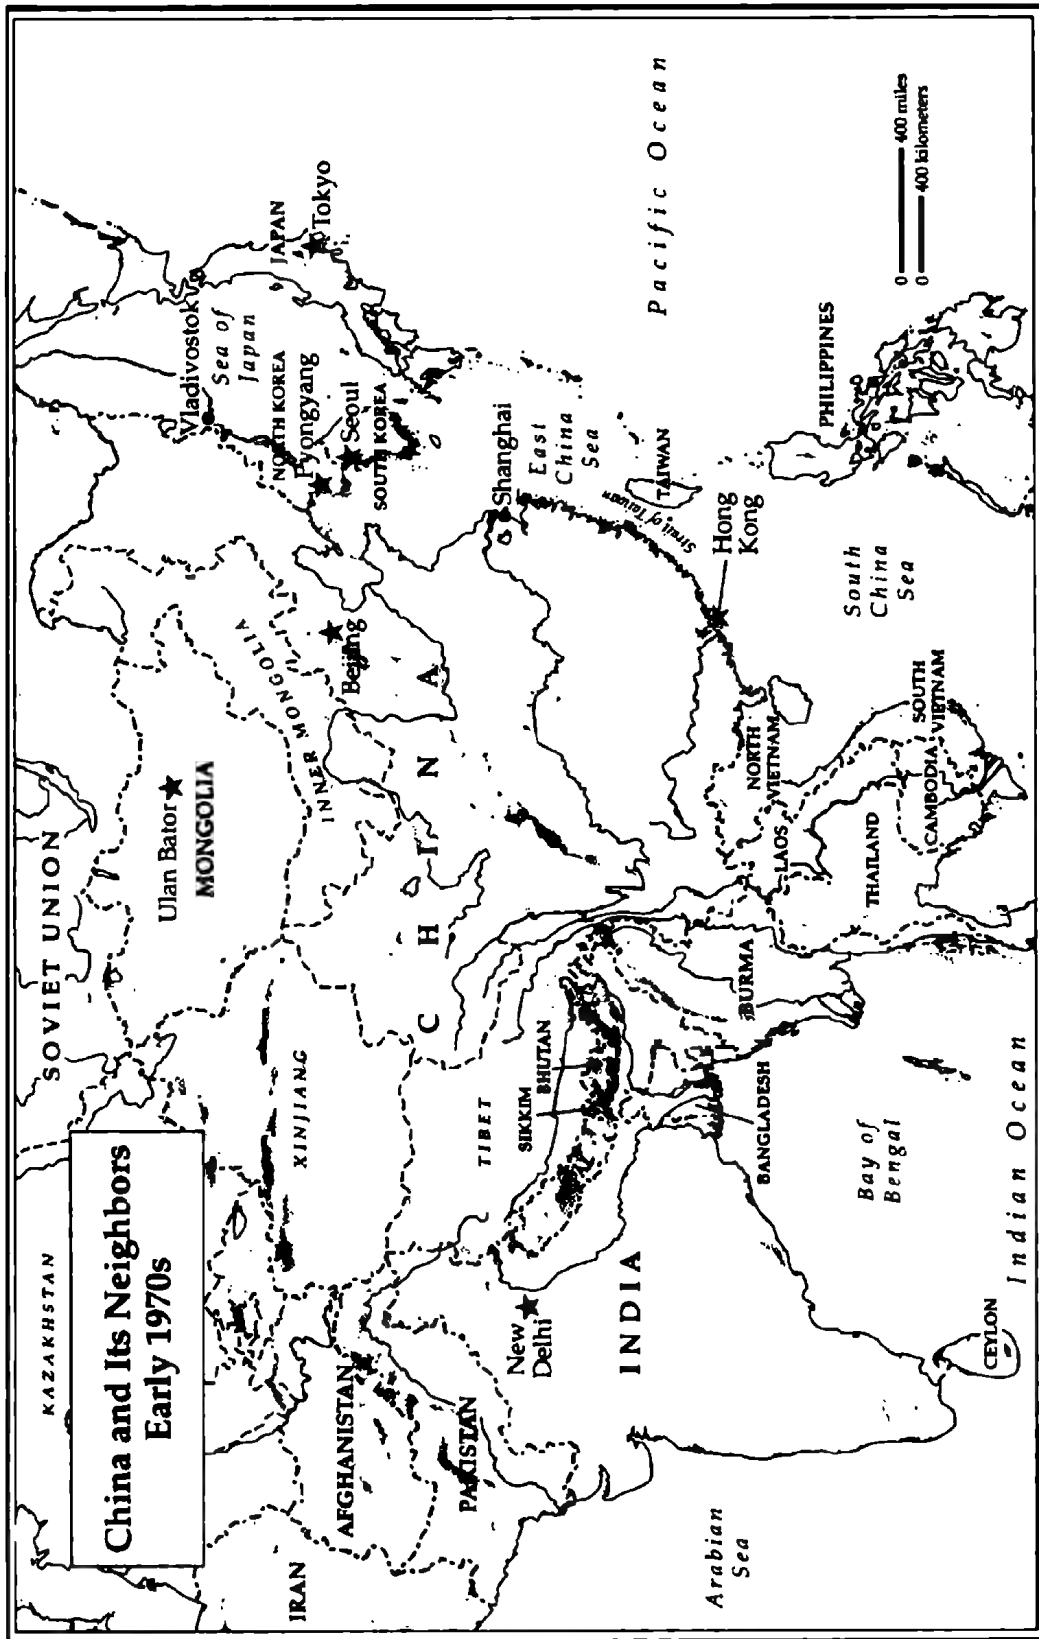 China and Its Neighbors
Early 1970s
KAZAKHSTAN
SOVIET UNION
Ulan Bator
MONGOLIA
INNER MONGOLIA
XINJIANG
Vladivostok
Sea of
Japan
JAPAN
Tokyo
NORTH KOREA
Pyongyang
Seoul
SOUTH KOREA
Beijing
CHINA
IRAN
AFGHANISTAN
PAKISTAN
TIBET
Shanghai
East
China
Sea
New
Delhi
SIKKIM
BHUTAN
INDIA
BANGLADESH
BURMA
Strait of Taiwan
TAIWAN
Hong
Kong
Pacific Ocean
NORTH
VIETNAM
LAOS
THAILAND
CAMBODIA
SOUTH
VIETNAM
South
China
Sea
PHILIPPINES
Arabian
Sea
Bay of
Bengal
CEYLON
Indian Ocean
0 400 miles
0 400 kilometers